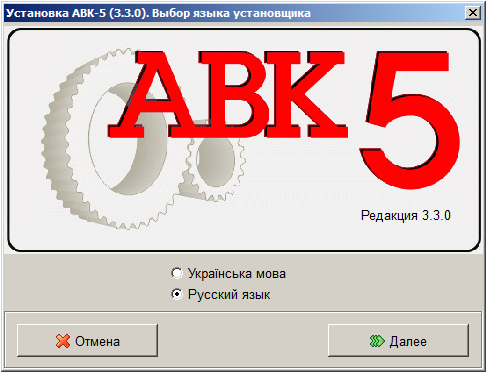 Установка АВК-5 (3.3.0). Выбор языка установщика
АВК 5
Редакция 3.3.0
Українська мова
Русский язык
Отмена
Далее